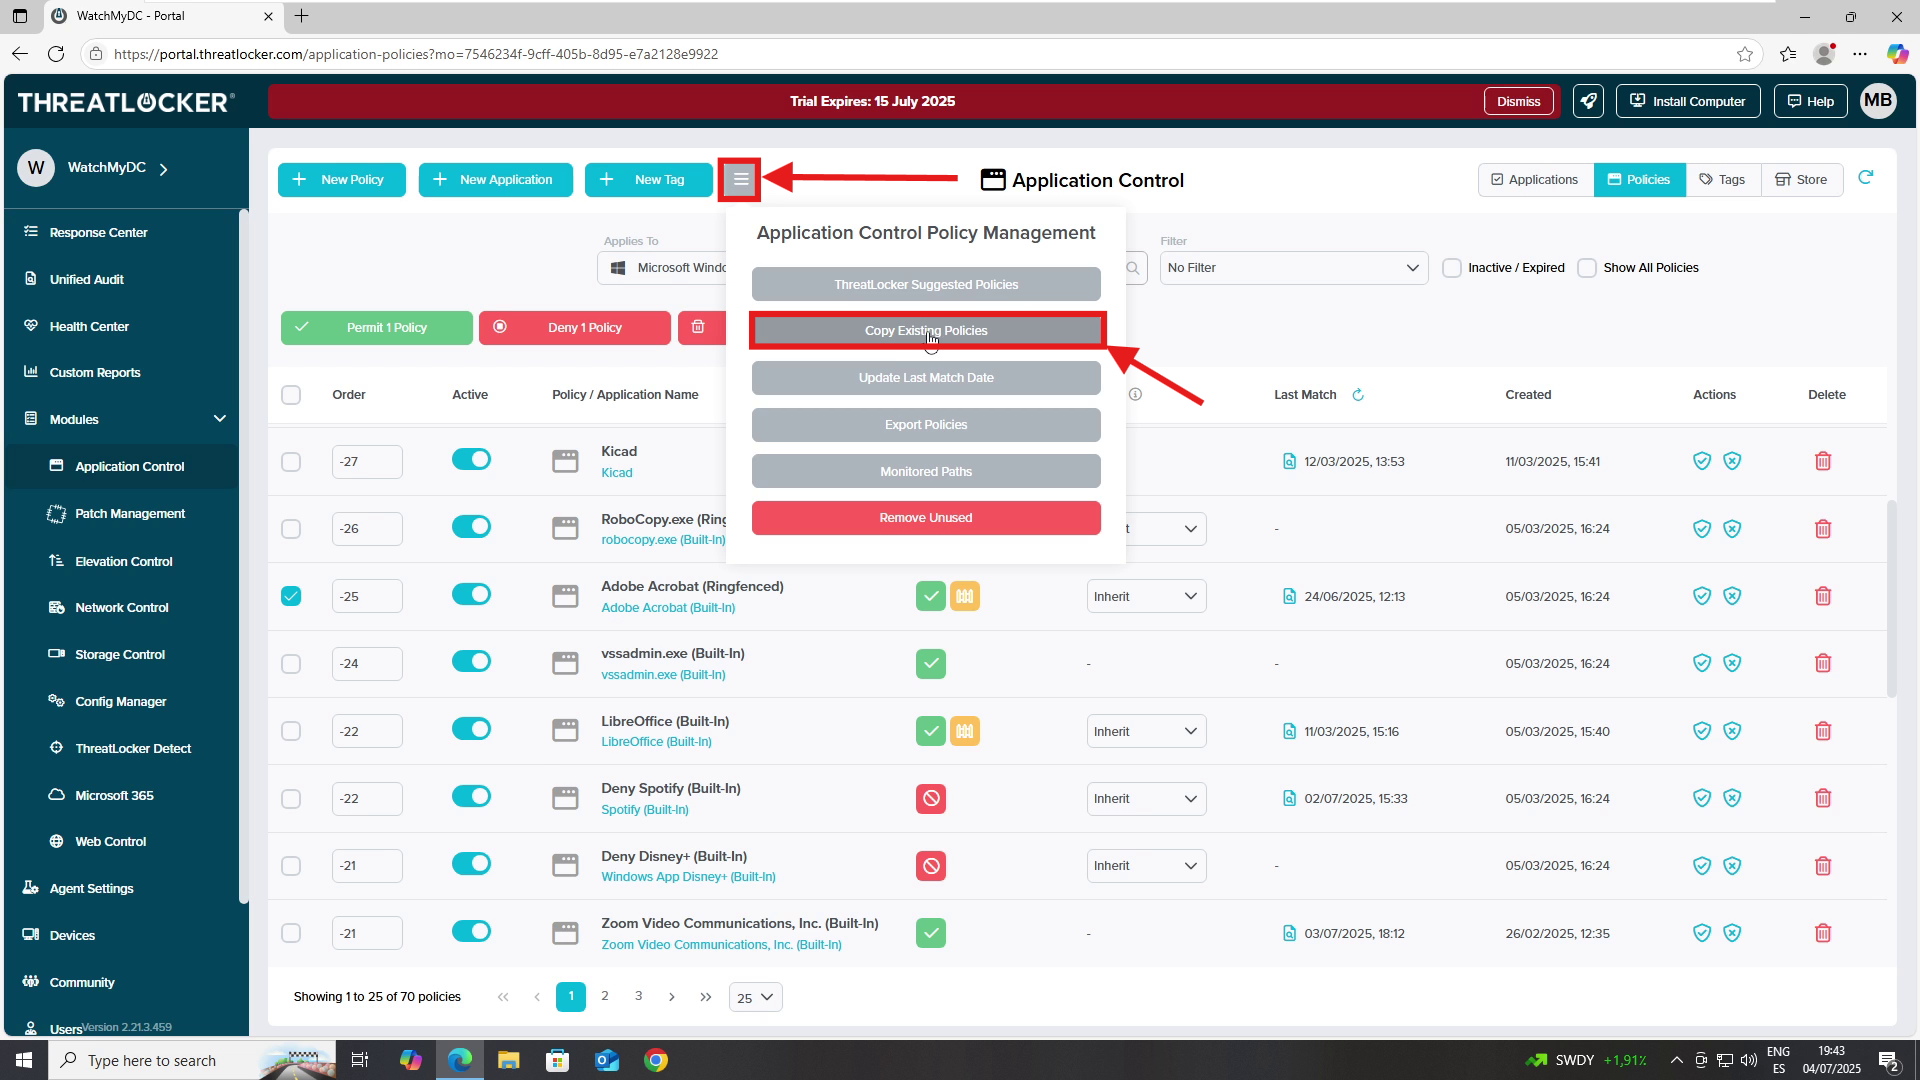 WatchMyDC - Portal
https://portal.threatlocker.com/application-policies?mo=7546234f-9cff-405b-8d95-e7a2128e9922
THREATLOCKER
Trial Expires: 15 July 2025
Dismiss
Install Computer
Help
MB
W
WatchMyDC
New Policy
New Application
New Tag
Application Control
Applications
Policies
Tags
Store
Response Center
Unified Audit
Health Center
Custom Reports
Modules
Application Control
Patch Management
Elevation Control
Network Control
Storage Control
Config Manager
ThreatLocker Detect
Microsoft 365
Web Control
Agent Settings
Devices
Community
Users
Version 2.21.3.459
Application Control Policy Management
ThreatLocker Suggested Policies
Copy Existing Policies
Update Last Match Date
Export Policies
Monitored Paths
Remove Unused
Applies To
Microsoft Windo
Filter
No Filter
Inactive / Expired
Show All Policies
Permit 1 Policy
Deny 1 Policy
Order
Active
Policy / Application Name
Last Match
Created
Actions
Delete
-27
Kicad
Kicad
12/03/2025, 13:53
11/03/2025, 15:41
-26
RoboCopy.exe (Ring
robocopy.exe (Built-In)
t
-
05/03/2025, 16:24
-25
Adobe Acrobat (Ringfenced)
Adobe Acrobat (Built-In)
Inherit
24/06/2025, 12:13
05/03/2025, 16:24
-24
vssadmin.exe (Built-In)
vssadmin.exe (Built-In)
-
-
05/03/2025, 16:24
-22
LibreOffice (Built-In)
LibreOffice (Built-In)
Inherit
11/03/2025, 15:16
05/03/2025, 15:40
-22
Deny Spotify (Built-In)
Spotify (Built-In)
Inherit
02/07/2025, 15:33
05/03/2025, 16:24
-21
Deny Disney+ (Built-In)
Windows App Disney+ (Built-In)
Inherit
-
05/03/2025, 16:24
-21
Zoom Video Communications, Inc. (Built-In)
Zoom Video Communications, Inc. (Built-In)
-
03/07/2025, 18:12
26/02/2025, 12:35
Showing 1 to 25 of 70 policies
1
2
3
25
Type here to search
SWDY +1,91%
ENG
ES
19:43
04/07/2025
2